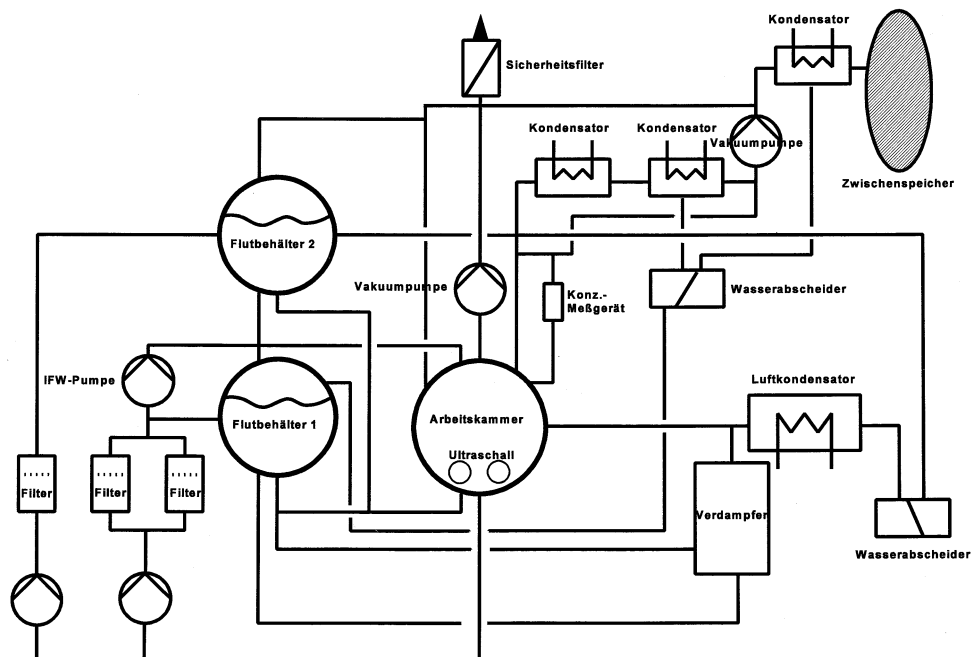 Kondensator
Sicherheitsfilter
Kondensator
Kondensator
Vakuumpumpe
Zwischenspeicher
Flutbehälter 2
Vakuumpumpe
Wasserabscheider
Konz.-
Meßgerät
IFW-Pumpe
Luftkondensator
Flutbehälter 1
Arbeitskammer
Ultraschall
Filter
Filter
Filter
Verdampfer
Wasserabscheider